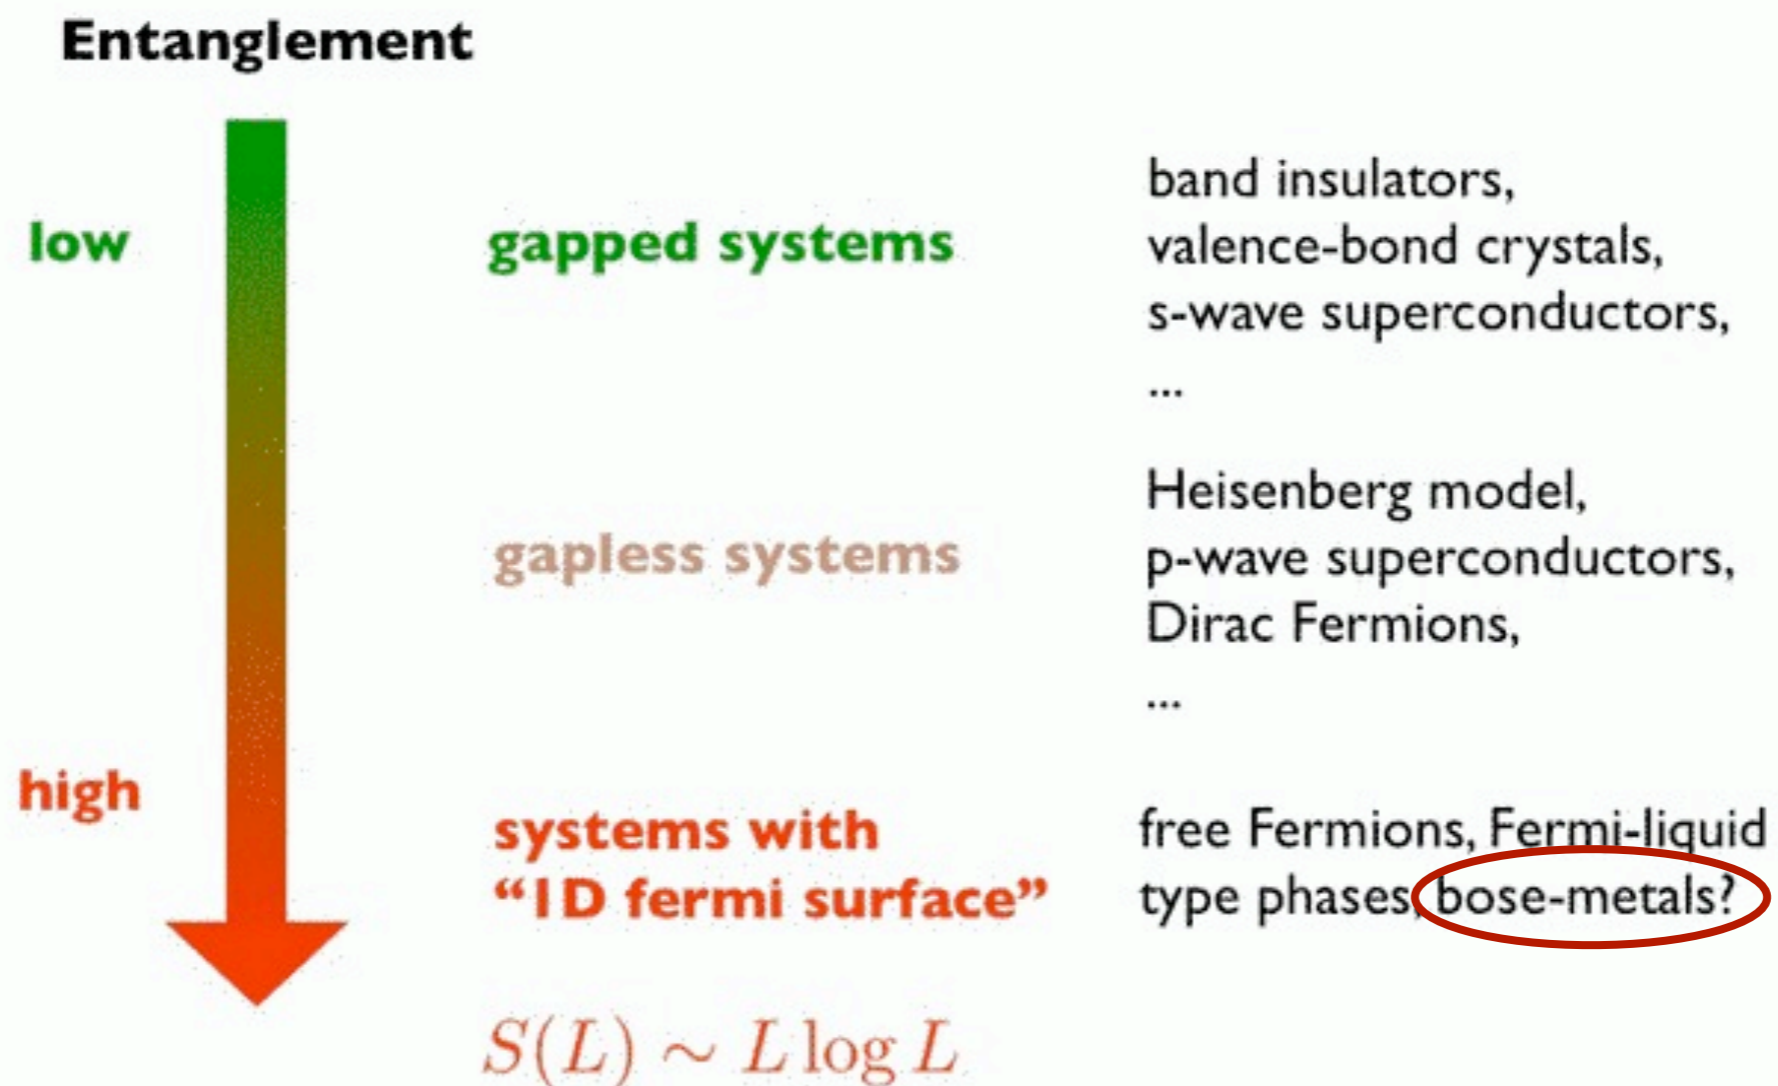 Entanglement
low
gapped systems
band insulators,
valence-bond crystals,
s-wave superconductors,
...
gapless systems
Heisenberg model,
p-wave superconductors,
Dirac Fermions,
...
high
systems with
“1D fermi surface”
free Fermions, Fermi-liquid
type phases, bose-metals?
S(L) ~ L log L